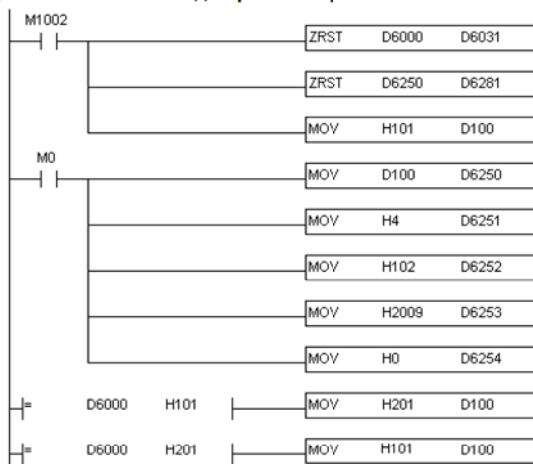 M1002
ZRST D6000 D6031
ZRST D6250 D6281
MOV H101 D100
M0
MOV D100 D6250
MOV H4 D6251
MOV H102 D6252
MOV H2009 D6253
MOV H0 D6254
= D6000 H101 MOV H201 D100
= D6000 H201 MOV H101 D100